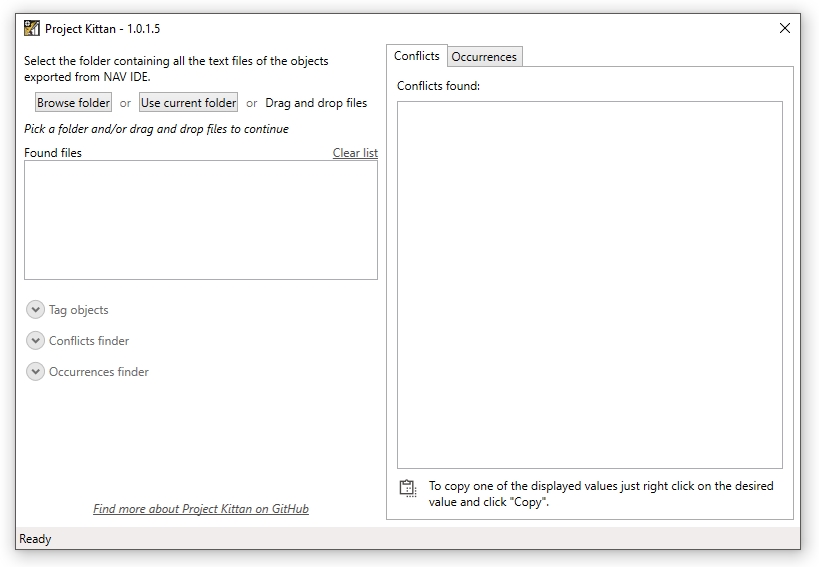 Project Kittan - 1.0.1.5
Select the folder containing all the text files of the objects
exported from NAV IDE.
Browse folder or Use current folder or Drag and drop files
Pick a folder and/or drag and drop files to continue
Found files Clear list
Tag objects
Conflicts finder
Occurrences finder
Find more about Project Kittan on GitHub
Conflicts Occurrences
Conflicts found:
To copy one of the displayed values just right click on the desired
value and click "Copy".
Ready